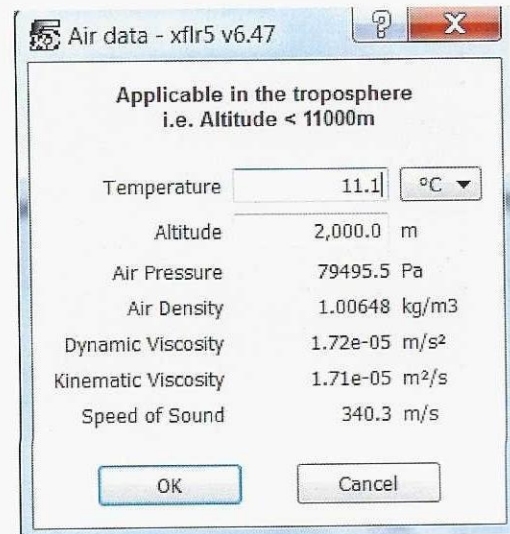 Air data - xflr5 v6.47
?
X
Applicable in the troposphere
i.e. Altitude < 11000m
Temperature 11.1 °C
Altitude 2,000.0 m
Air Pressure 79495.5 Pa
Air Density 1.00648 kg/m3
Dynamic Viscosity 1.72e-05 m/s²
Kinematic Viscosity 1.71e-05 m²/s
Speed of Sound 340.3 m/s
OK Cancel